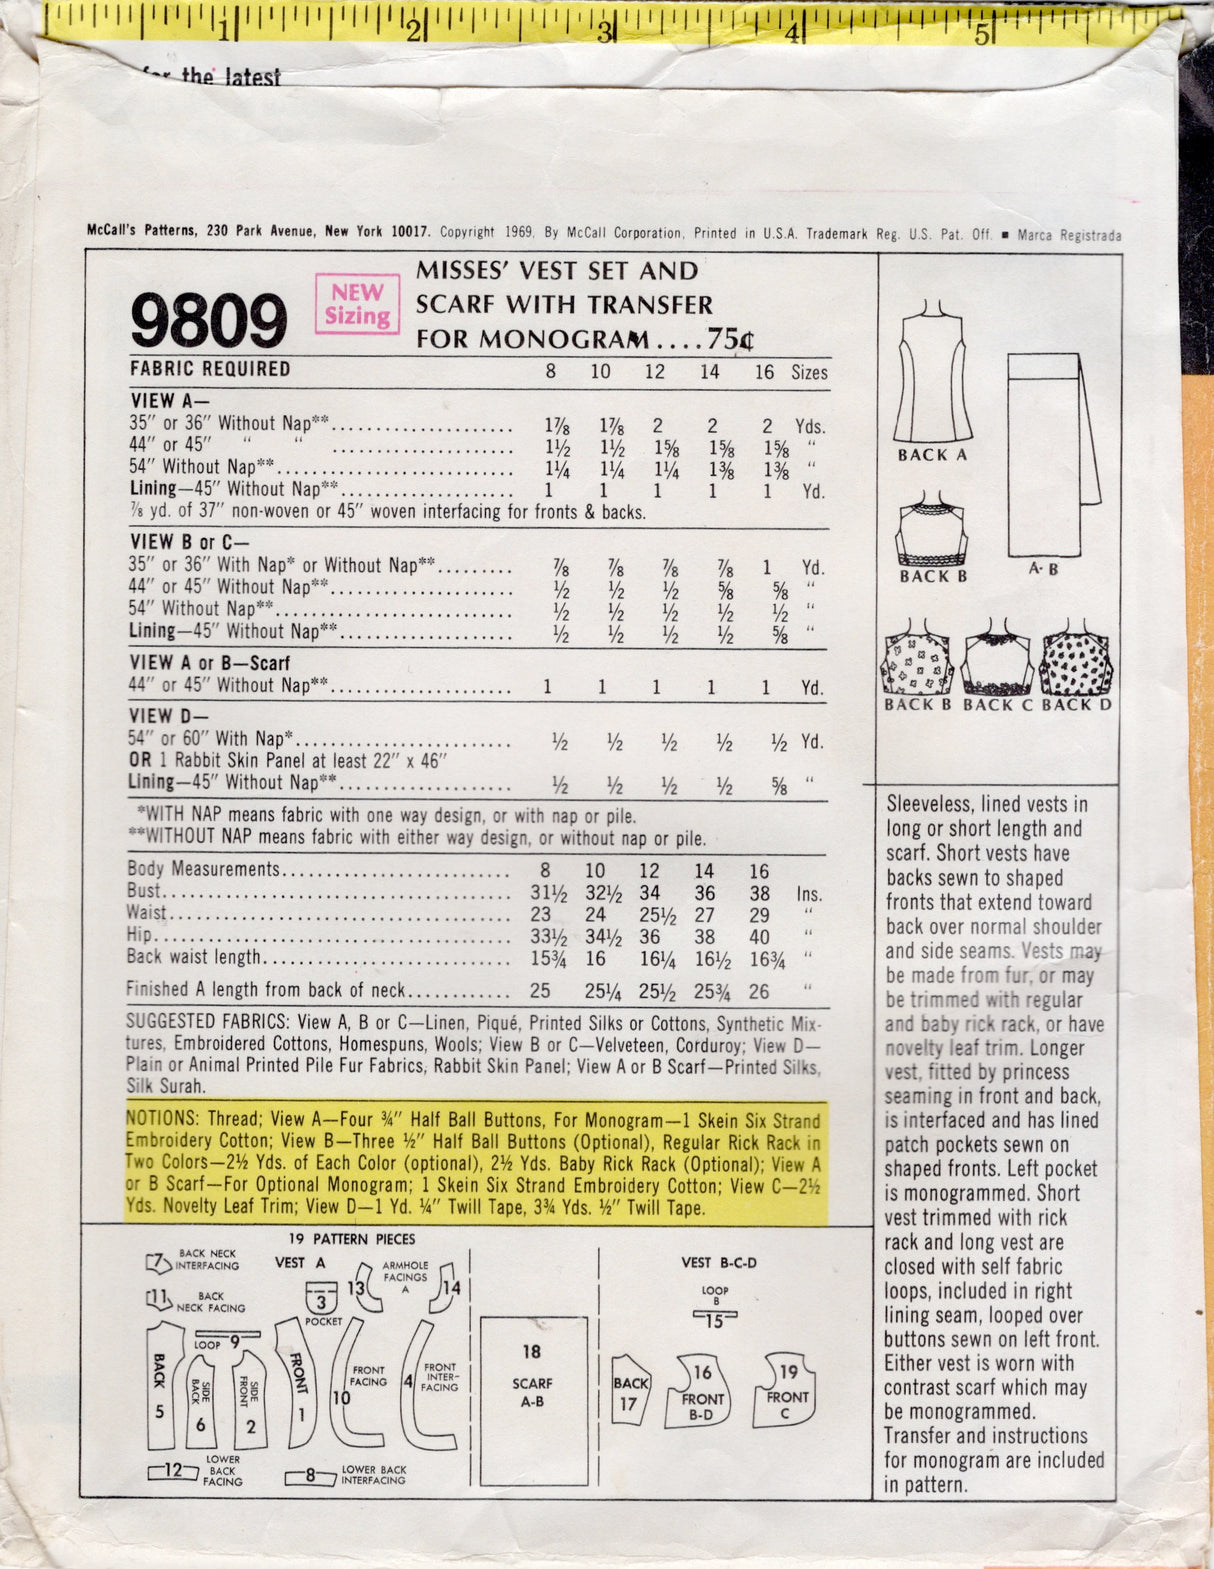 1 2 3 4 5
for the latest
McCall's Patterns, 230 Park Avenue, New York 10017. Copyright 1969, By McCall Corporation, Printed in U.S.A. Trademark Reg. U.S. Pat. Off. ■ Marca Registrada
9809
NEW
Sizing
MISSES' VEST SET AND
SCARF WITH TRANSFER
FOR MONOGRAM....75¢
FABRIC REQUIRED 8 10 12 14 16 Sizes
VIEW A—
35" or 36" Without Nap**..................... 1⅞ 1⅞ 2 2 2 Yds.
44" or 45" " " ..................... 1½ 1½ 1⅝ 1⅝ 1⅝ "
54" Without Nap**........................... 1¼ 1¼ 1¼ 1⅜ 1⅜ "
Lining—45" Without Nap**.................... 1 1 1 1 1 Yd.
⅞ yd. of 37" non-woven or 45" woven interfacing for fronts & backs.
VIEW B or C—
35" or 36" With Nap* or Without Nap**......... ⅞ ⅞ ⅞ ⅞ 1 Yd.
44" or 45" Without Nap**..................... ½ ½ ½ ⅝ ⅝ "
54" Without Nap**........................... ½ ½ ½ ½ ½ "
Lining—45" Without Nap**.................... ½ ½ ½ ½ ⅝ "
VIEW A or B—Scarf
44" or 45" Without Nap**..................... 1 1 1 1 1 Yd.
VIEW D—
54" or 60" With Nap*......................... ½ ½ ½ ½ ½ Yd.
OR 1 Rabbit Skin Panel at least 22" x 46"
Lining—45" Without Nap**.................... ½ ½ ½ ½ ⅝ "
*WITH NAP means fabric with one way design, or with nap or pile.
**WITHOUT NAP means fabric with either way design, or without nap or pile.
Body Measurements.......................... 8 10 12 14 16
Bust........................................ 31½ 32½ 34 36 38 Ins.
Waist....................................... 23 24 25½ 27 29 "
Hip......................................... 33½ 34½ 36 38 40 "
Back waist length............................ 15¾ 16 16¼ 16½ 16¾ "
Finished A length from back of neck............ 25 25¼ 25½ 25¾ 26 "
SUGGESTED FABRICS: View A, B or C—Linen, Piqué, Printed Silks or Cottons, Synthetic Mix-
tures, Embroidered Cottons, Homespuns, Wools; View B or C—Velveteen, Corduroy; View D—
Plain or Animal Printed Pile Fur Fabrics, Rabbit Skin Panel; View A or B Scarf—Printed Silks,
Silk Surah.
NOTIONS: Thread; View A—Four ¾" Half Ball Buttons, For Monogram—1 Skein Six Strand
Embroidery Cotton; View B—Three ½" Half Ball Buttons (Optional), Regular Rick Rack in
Two Colors—2½ Yds. of Each Color (optional), 2½ Yds. Baby Rick Rack (Optional); View A
or B Scarf—For Optional Monogram; 1 Skein Six Strand Embroidery Cotton; View C—2½
Yds. Novelty Leaf Trim; View D—1 Yd. ¼" Twill Tape, 3¾ Yds. ½" Twill Tape.
BACK A
BACK B
A-B
BACK B BACK C BACK D
Sleeveless, lined vests in
long or short length and
scarf. Short vests have
backs sewn to shaped
fronts that extend toward
back over normal shoulder
and side seams. Vests may
be made from fur, or may
be trimmed with regular
and baby rick rack, or have
novelty leaf trim. Longer
vest, fitted by princess
seaming in front and back,
is interfaced and has lined
patch pockets sewn on
shaped fronts. Left pocket
is monogrammed. Short
vest trimmed with rick
rack and long vest are
closed with self fabric
loops, included in right
lining seam, looped over
buttons sewn on left front.
Either vest is worn with
contrast scarf which may
be monogrammed.
Transfer and instructions
for monogram are included
in pattern.
19 PATTERN PIECES
7 BACK NECK
INTERFACING
VEST A
13 ARMHOLE
FACINGS
A
14
11 BACK
NECK FACING
3
POCKET
LOOP 9
BACK
5
SIDE
BACK
6
SIDE
FRONT
2
FRONT
1
FRONT
FACING
10
4
FRONT
INTER-
FACING
12 LOWER
BACK
FACING
8 LOWER BACK
INTERFACING
18
SCARF
A-B
VEST B-C-D
LOOP
B
15
BACK
17
16
FRONT
B-D
19
FRONT
C